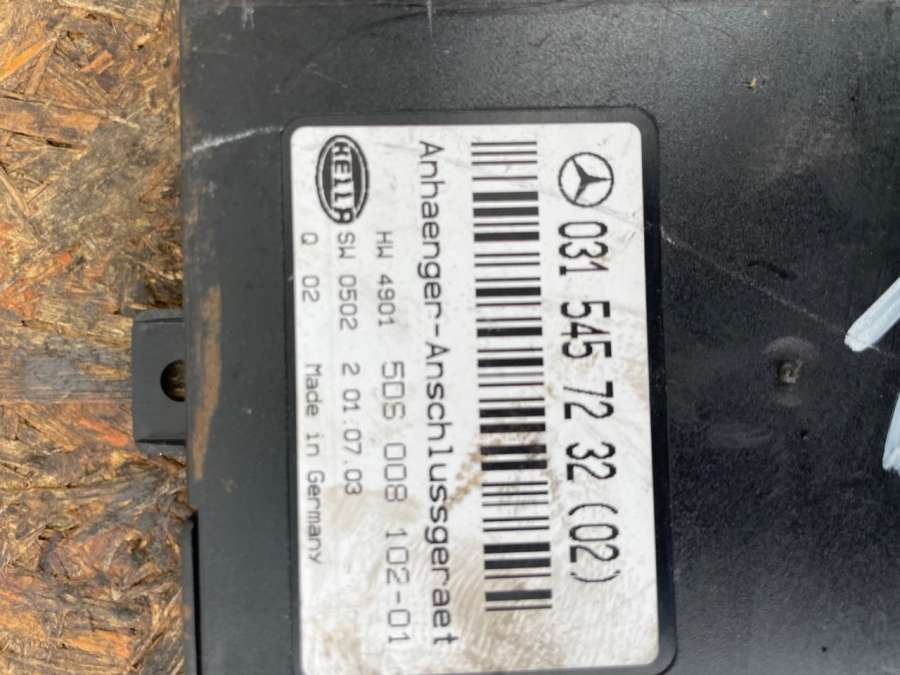 031 545 72 32 (02)
Anhaenger-Anschlussgeraet
HELLA
HW 4901 5DS 008 102-01
SW 0502 2 01.07.03
Q 02 Made in Germany